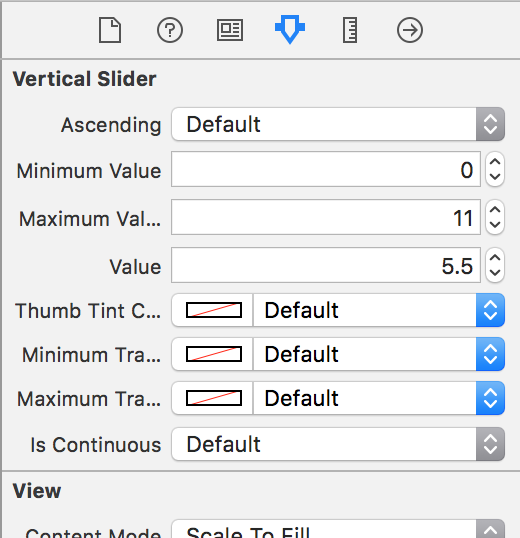 Vertical Slider
Ascending Default
Minimum Value 0
Maximum Val... 11
Value 5.5
Thumb Tint C... Default
Minimum Tra... Default
Maximum Tra... Default
Is Continuous Default
View
Content Mode Scale To Fill